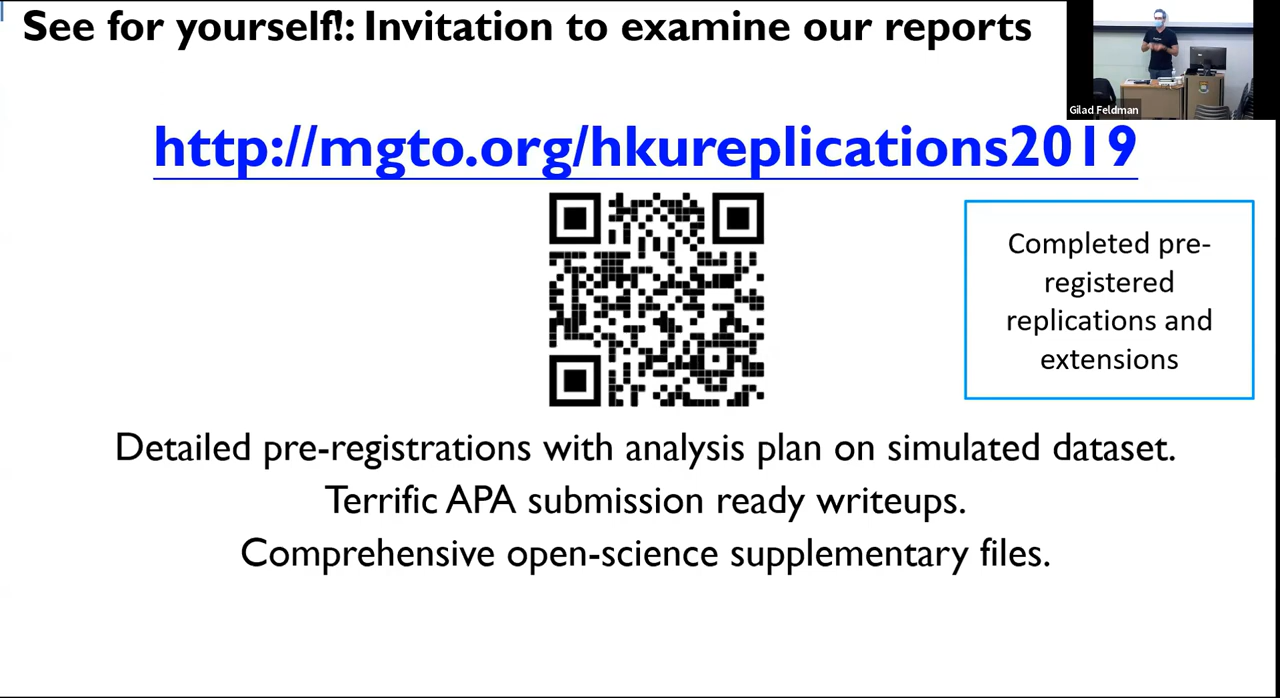 See for yourself!: Invitation to examine our reports
Gilad Feldman
http://mgto.org/hkureplications2019
Completed pre-
registered
replications and
extensions
Detailed pre-registrations with analysis plan on simulated dataset.
Terrific APA submission ready writeups.
Comprehensive open-science supplementary files.